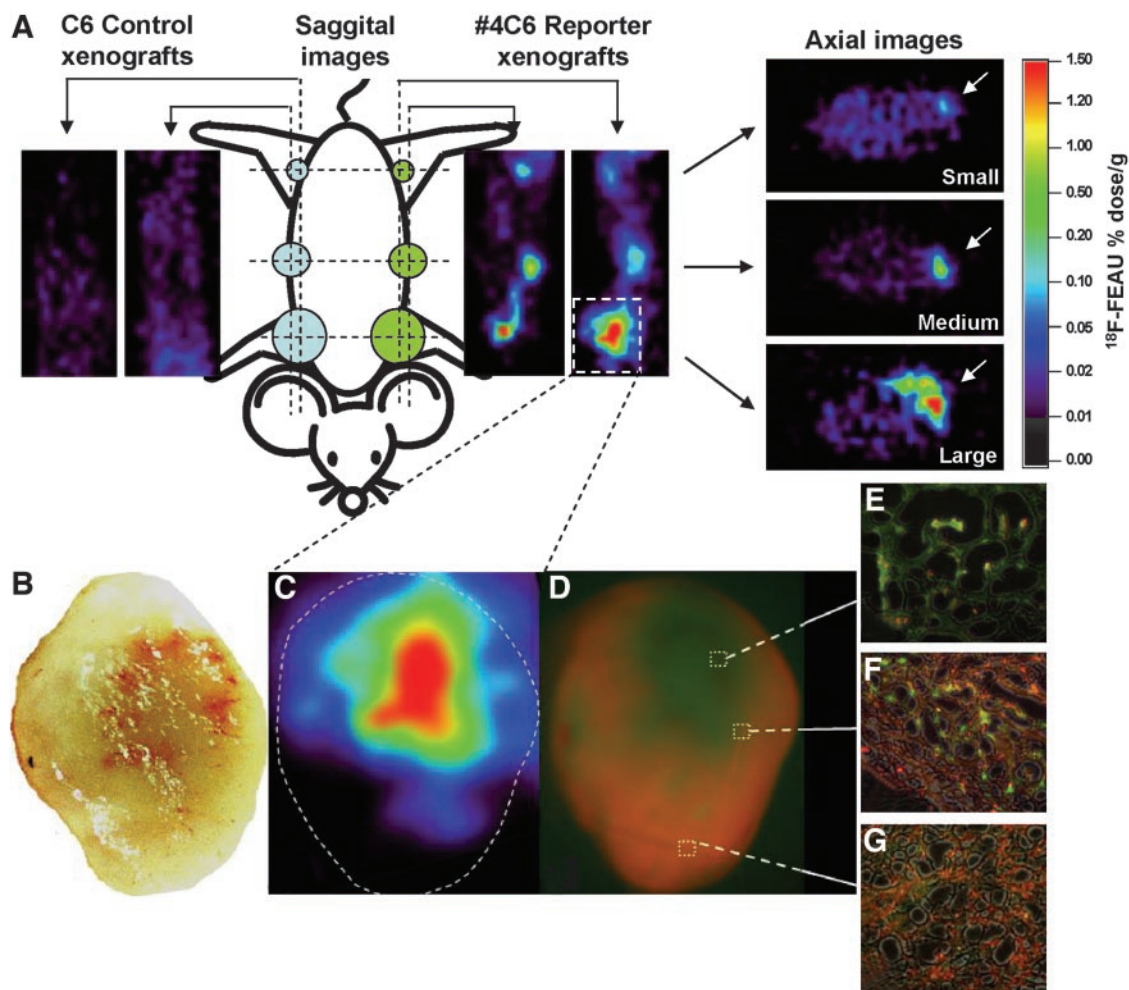 A
C6 Control
xenografts
Saggital
images
#4C6 Reporter
xenografts
Axial images
Small
Medium
Large
1.50
1.20
1.00
0.50
0.20
0.10
0.05
0.02
0.01
0.00
18F-FEAU % dose/g
B
C
D
E
F
G